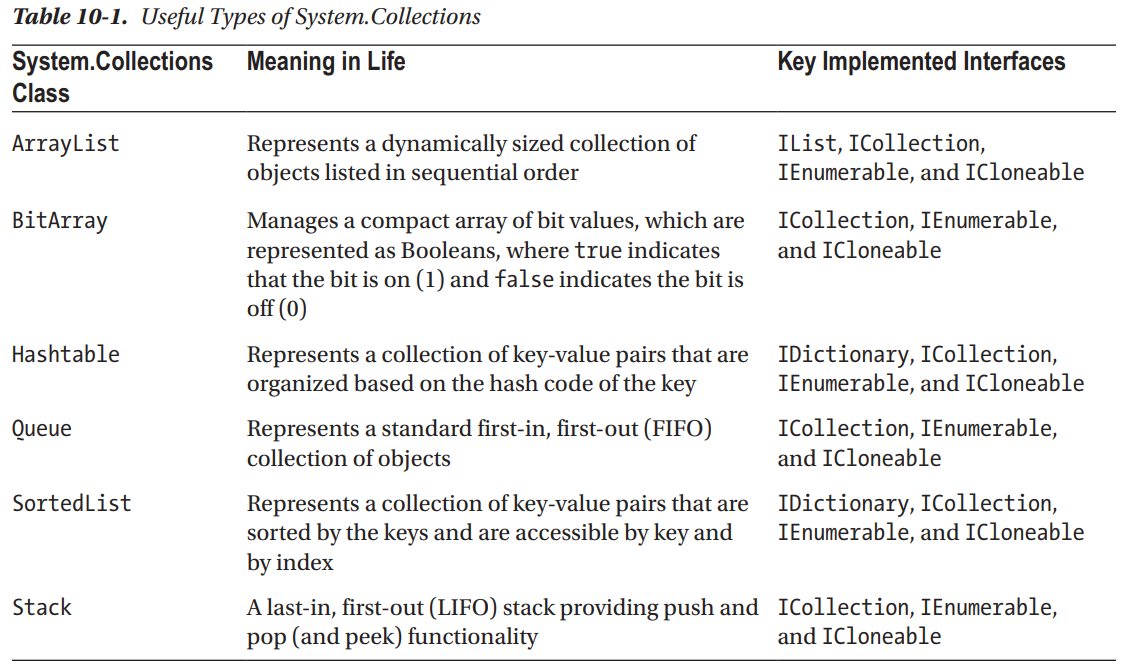 Table 10-1. Useful Types of System.Collections
System.Collections Class
Meaning in Life
Key Implemented Interfaces
ArrayList
Represents a dynamically sized collection of
objects listed in sequential order
IList, ICollection,
IEnumerable, and ICloneable
BitArray
Manages a compact array of bit values, which are
represented as Booleans, where true indicates
that the bit is on (1) and false indicates the bit is
off (0)
ICollection, IEnumerable,
and ICloneable
Hashtable
Represents a collection of key-value pairs that are
organized based on the hash code of the key
IDictionary, ICollection,
IEnumerable, and ICloneable
Queue
Represents a standard first-in, first-out (FIFO)
collection of objects
ICollection, IEnumerable,
and ICloneable
SortedList
Represents a collection of key-value pairs that are
sorted by the keys and are accessible by key and
by index
IDictionary, ICollection,
IEnumerable, and ICloneable
Stack
A last-in, first-out (LIFO) stack providing push and
pop (and peek) functionality
ICollection, IEnumerable,
and ICloneable